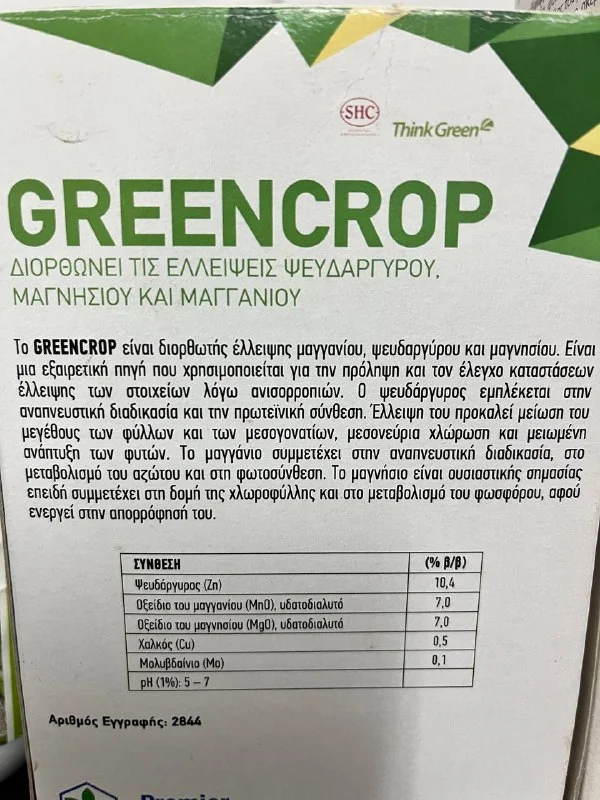 SHC
Think Green
GREENCROP
ΔΙΟΡΘΩΝΕΙ ΤΙΣ ΕΛΛΕΙΨΕΙΣ ΨΕΥΔΑΡΓΥΡΟΥ,
ΜΑΓΝΗΣΙΟΥ ΚΑΙ ΜΑΓΓΑΝΙΟΥ
Το GREENCROP είναι διορθωτής έλλειψης μαγγανίου, ψευδαργύρου και μαγνησίου. Είναι
μια εξαιρετική πηγή που χρησιμοποιείται για την πρόληψη και τον έλεγχο καταστάσεων
έλλειψης των στοιχείων λόγω ανισορροπιών. Ο ψευδάργυρος εμπλέκεται στην
αναπνευστική διαδικασία και την πρωτεϊνική σύνθεση. Έλλειψη του προκαλεί μείωση του
μεγέθους των φύλλων και των μεσογονατίων, μεσονεύρια χλώρωση και μειωμένη
ανάπτυξη των φυτών. Το μαγγάνιο συμμετέχει στην αναπνευστική διαδικασία, στο
μεταβολισμό του αζώτου και στη φωτοσύνθεση. Το μαγνήσιο είναι ουσιαστικής σημασίας
επειδή συμμετέχει στη δομή της χλωροφύλλης και στο μεταβολισμό του φωσφόρου, αφού
ενεργεί στην απορρόφησή του.
ΣΥΝΘΕΣΗ (% β/β)
Ψευδάργυρος (Zn) 10,4
Οξείδιο του μαγγανίου (MnO), υδατοδιαλυτό 7,0
Οξείδιο του μαγνησίου (MgO), υδατοδιαλυτό 7,0
Χαλκός (Cu) 0,5
Μολυβδαίνιο (Mo) 0,1
pH (1%): 5 – 7
Αριθμός Εγγραφής: 2844
Premier